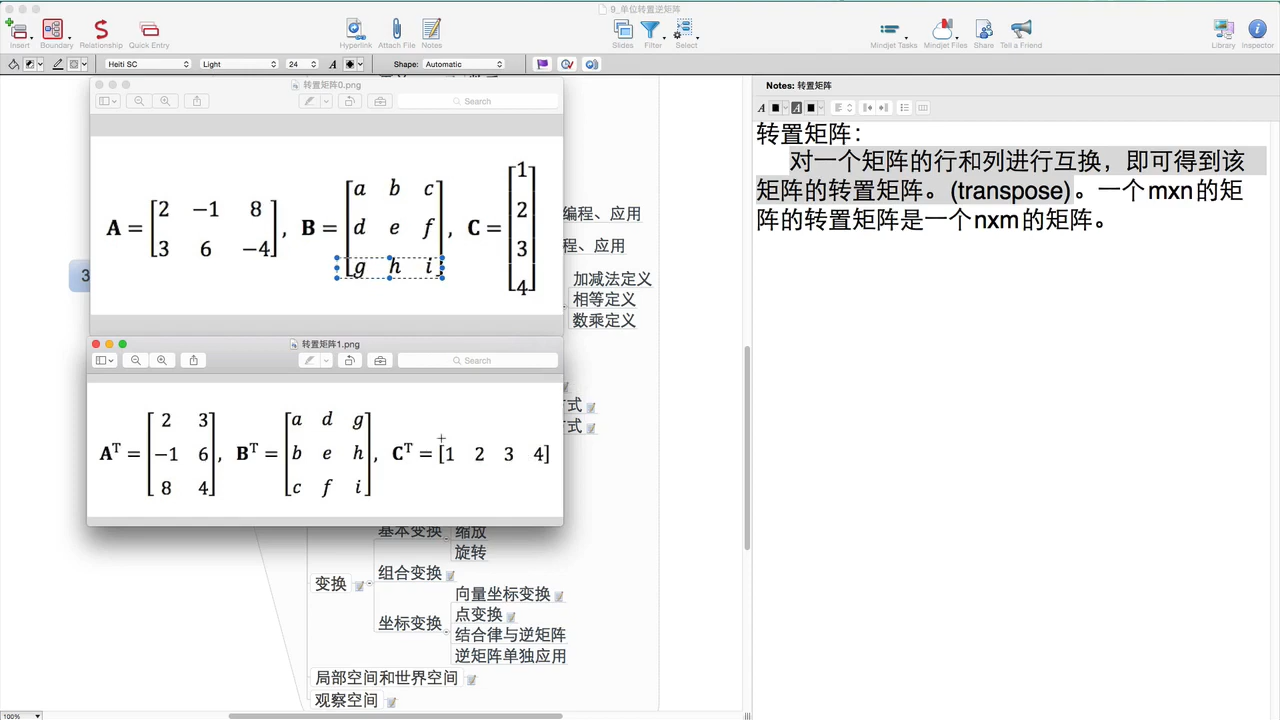 9_单位转置逆矩阵
Insert Boundary Relationship Quick Entry Hyperlink Attach File Notes Slides Filter Select Mindjet Tasks Mindjet Files Share Tell a Friend Library Inspector
Heiti SC Light 24 A Shape: Automatic
转置矩阵0.png
Search
A = [2 −1 8
3 6 −4], B = [a b c
d e f
g h i], C = [1
2
3
4]
3
编程、应用
程、应用
加减法定义
相等定义
数乘定义
转置矩阵1.png
Search
Aᵀ = [2 3
−1 6
8 4], Bᵀ = [a d g
b e h
c f i], Cᵀ = [1 2 3 4]
式
式
基本变换
缩放
旋转
变换
组合变换
坐标变换
向量坐标变换
点变换
结合律与逆矩阵
逆矩阵单独应用
局部空间和世界空间
观察空间
100%
Notes: 转置矩阵
A A
转置矩阵：
对一个矩阵的行和列进行互换，即可得到该
矩阵的转置矩阵。(transpose)。一个mxn的矩
阵的转置矩阵是一个nxm的矩阵。